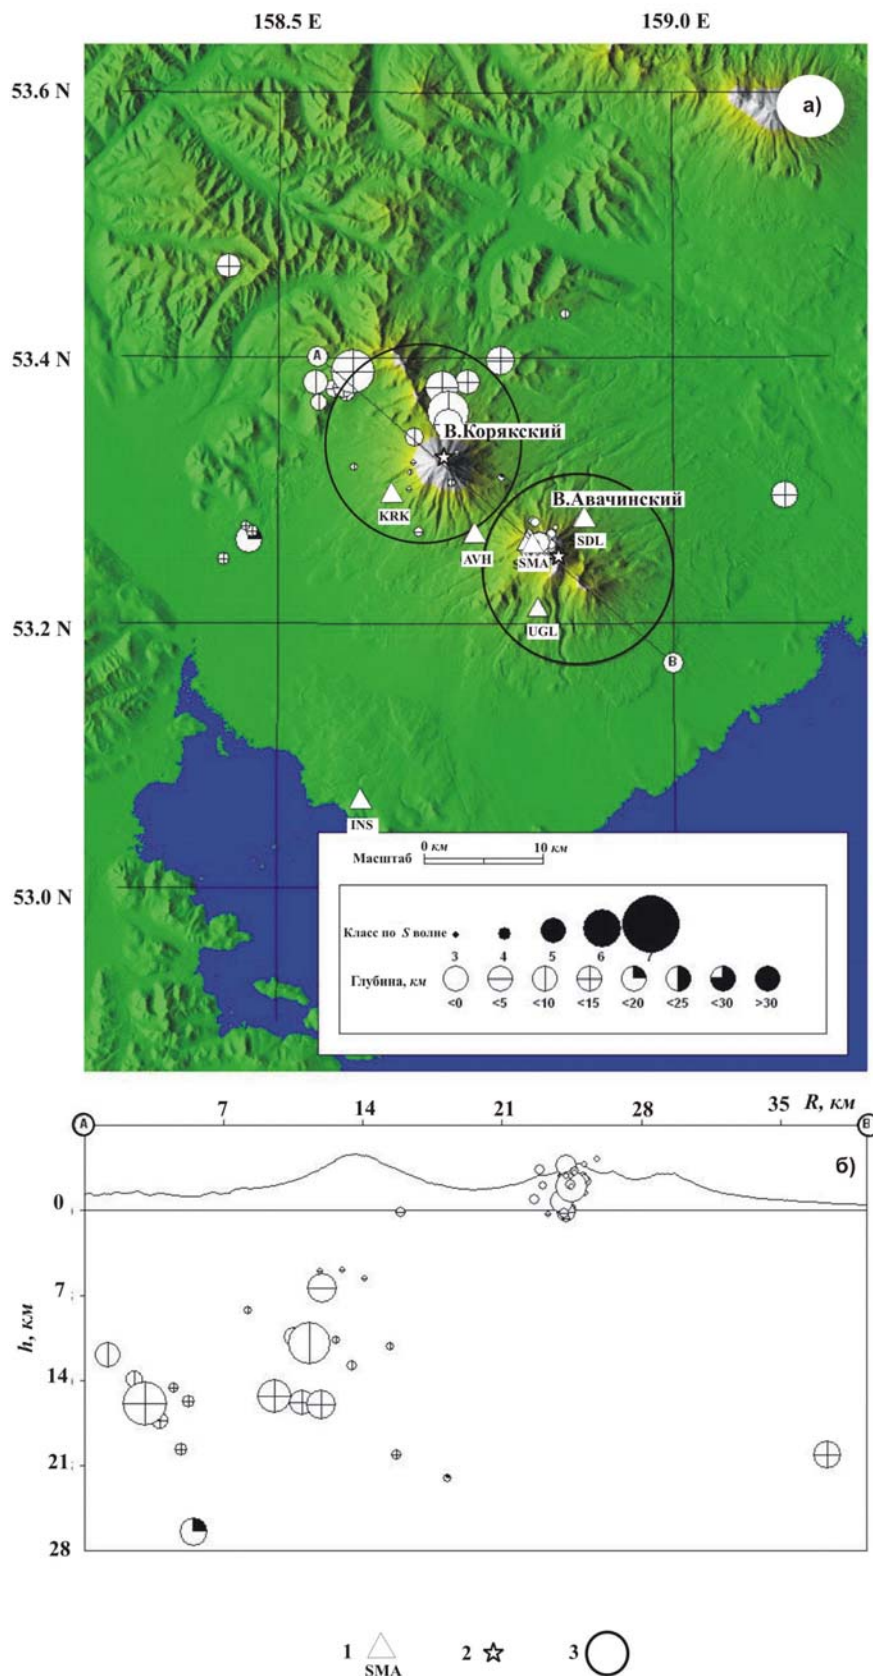 158.5 E 159.0 E
53.6 N
а)
53.4 N
A
В.Корякский
В.Авачинский
KRK
SDL
AVH
SMA
53.2 N
UGL
B
INS
Масштаб 0 км 10 км
53.0 N
Класс по S волне
3 4 5 6 7
Глубина, км
<0 <5 <10 <15 <20 <25 <30 >30
7 14 21 28 35 R, км
A B
б)
0
7
h, км
14
21
28
1 2 3
SMA